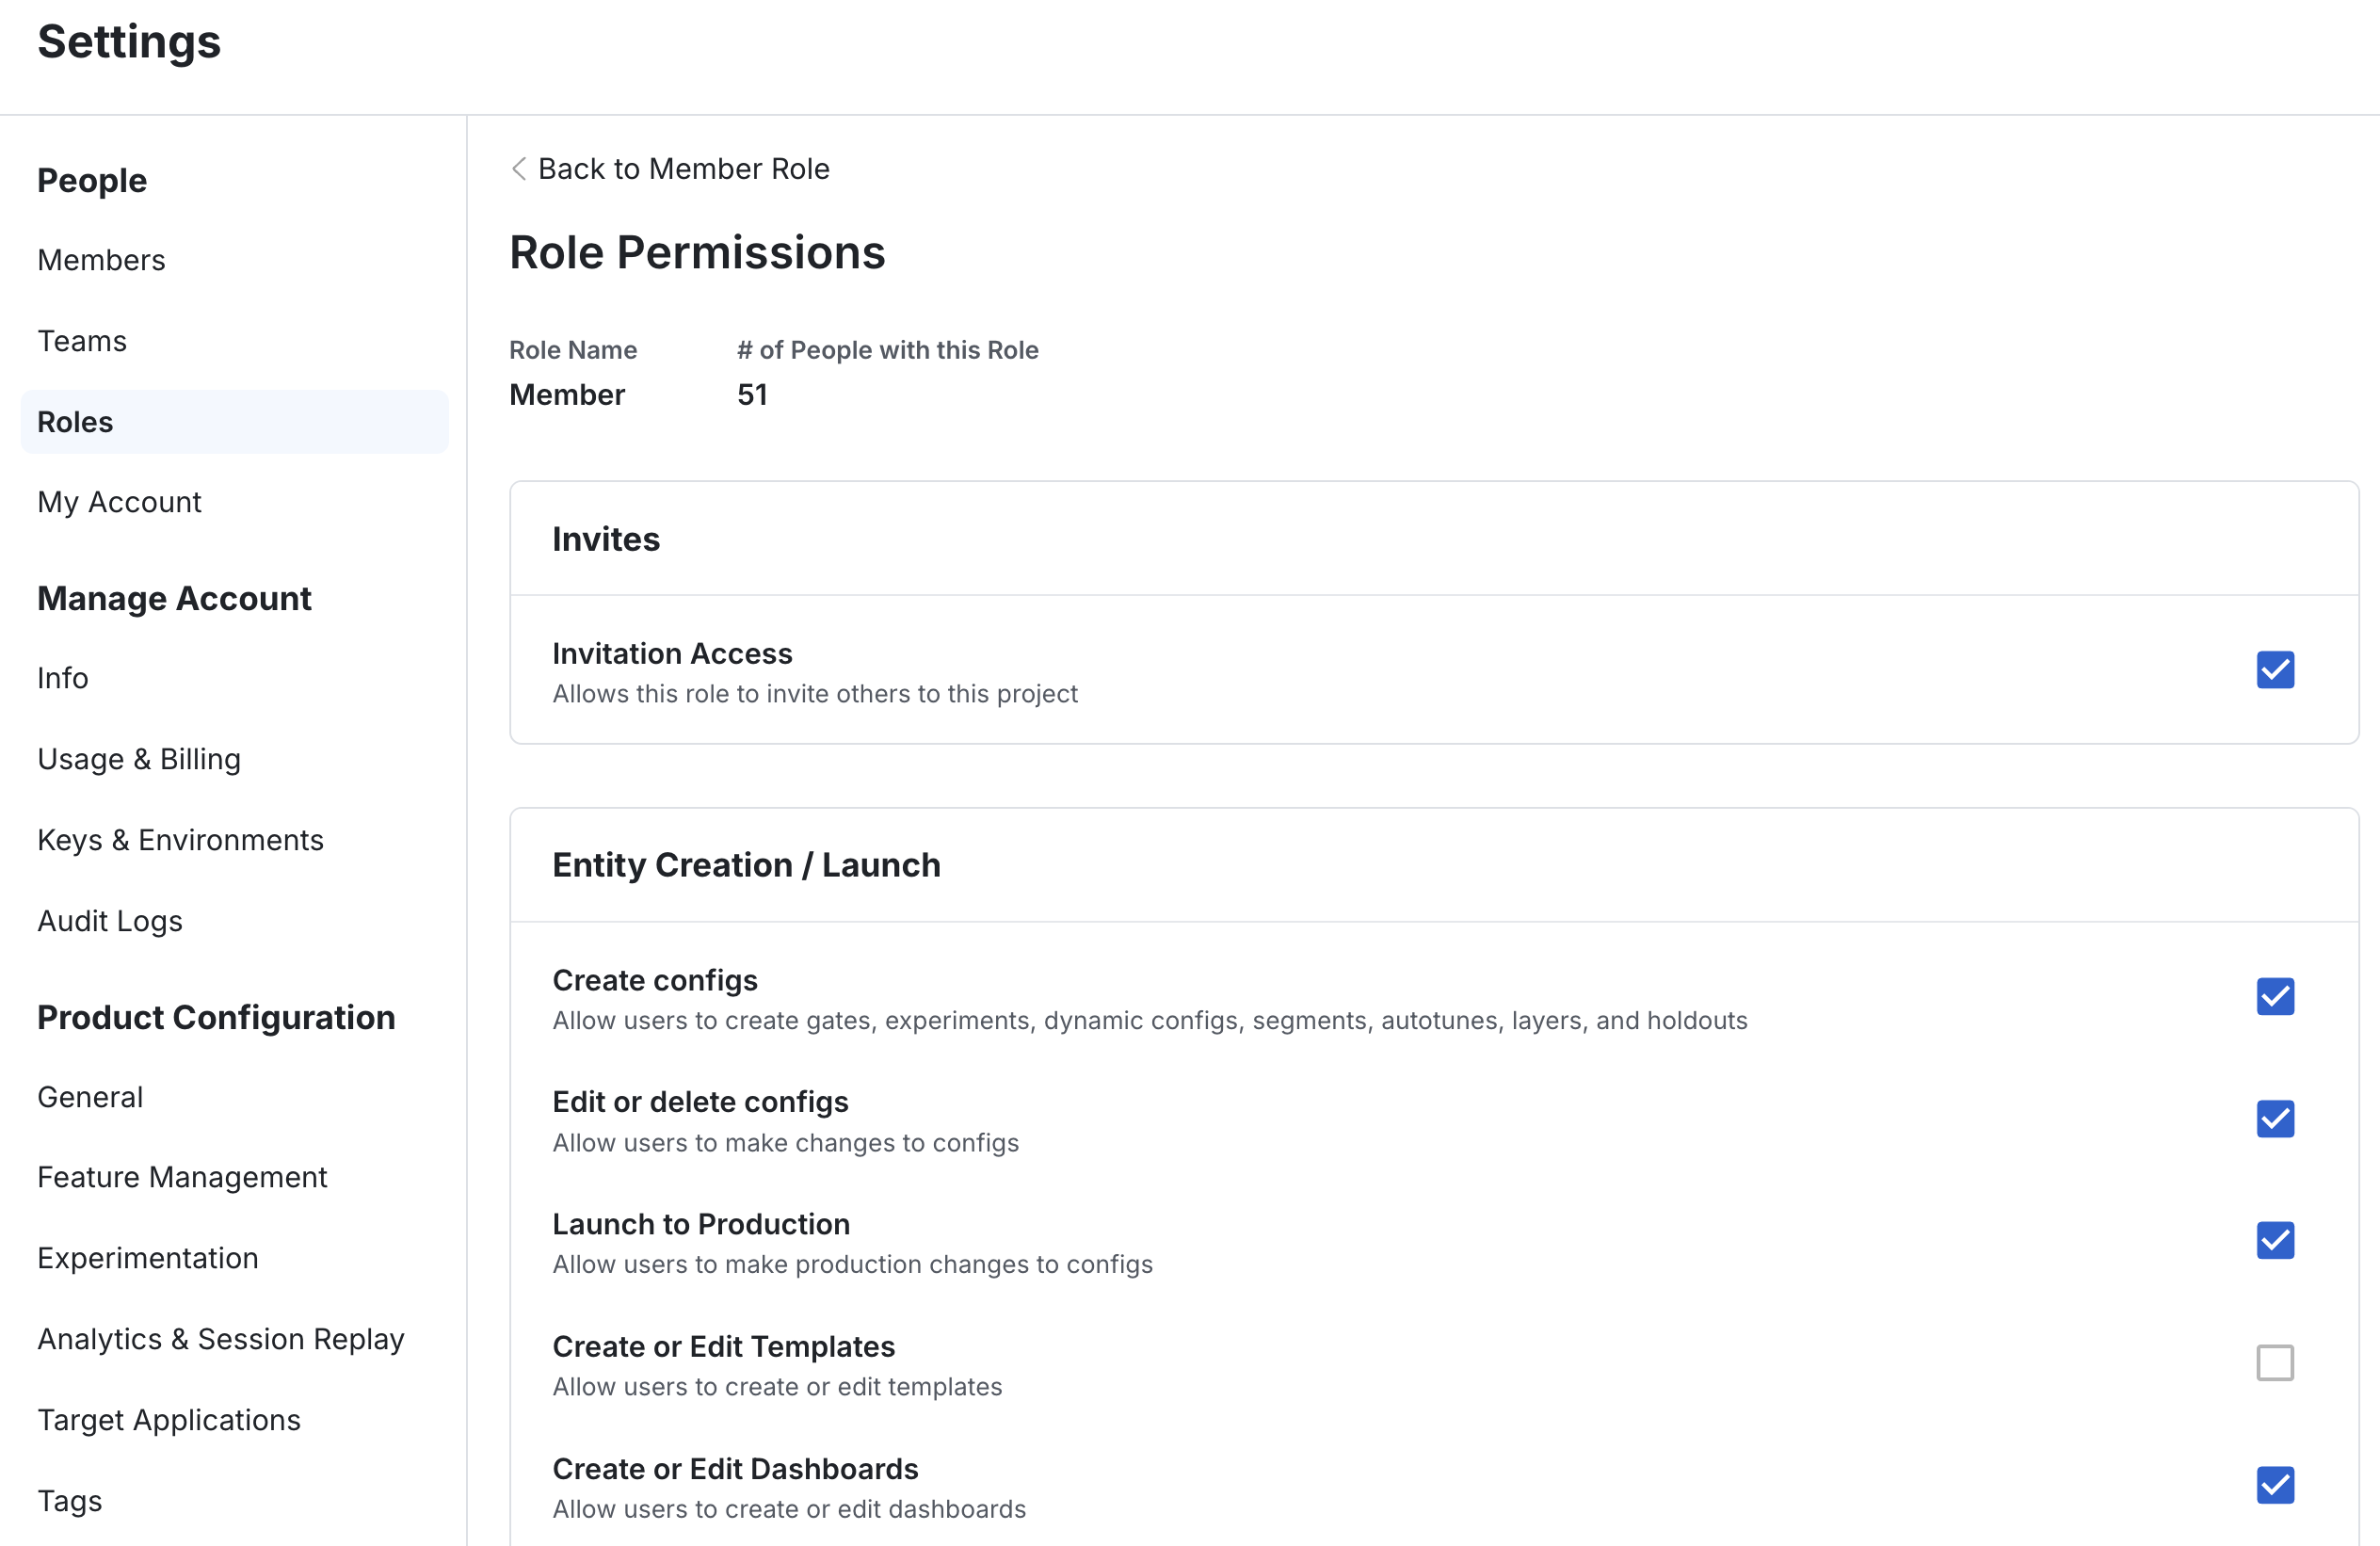 Settings
People
Members
Teams
Roles
My Account
Manage Account
Info
Usage & Billing
Keys & Environments
Audit Logs
Product Configuration
General
Feature Management
Experimentation
Analytics & Session Replay
Target Applications
Tags
Back to Member Role
Role Permissions
Role Name
Member
# of People with this Role
51
Invites
Invitation Access
Allows this role to invite others to this project
Entity Creation / Launch
Create configs
Allow users to create gates, experiments, dynamic configs, segments, autotunes, layers, and holdouts
Edit or delete configs
Allow users to make changes to configs
Launch to Production
Allow users to make production changes to configs
Create or Edit Templates
Allow users to create or edit templates
Create or Edit Dashboards
Allow users to create or edit dashboards